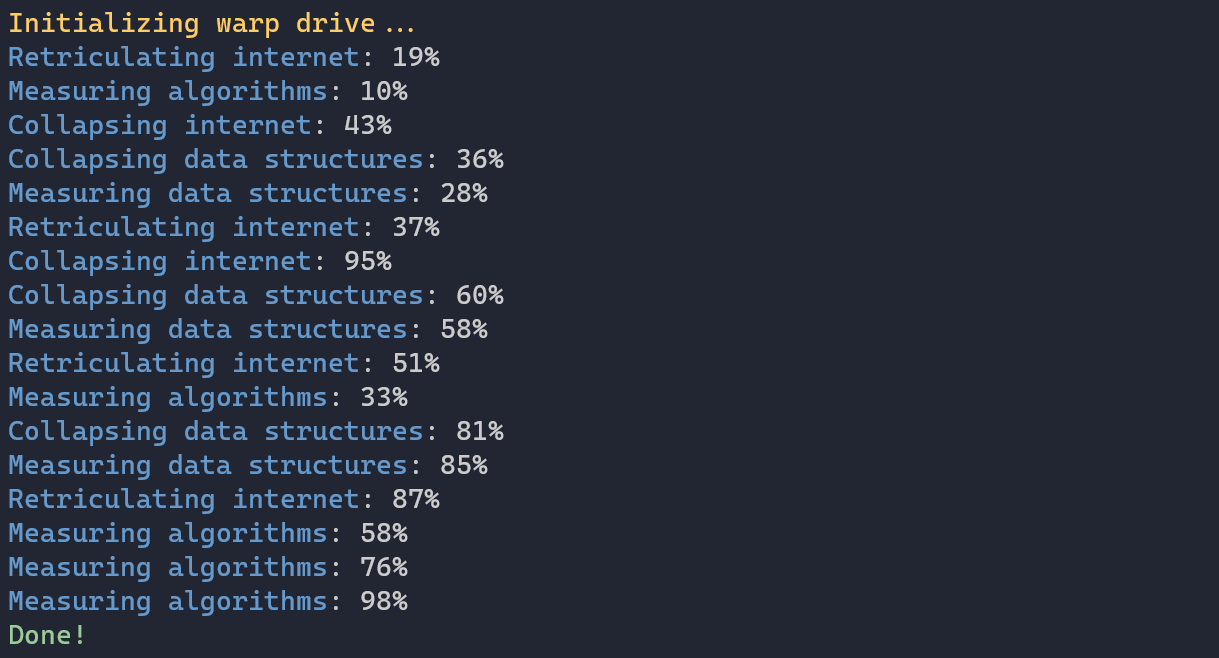 Initializing warp drive...
Retriculating internet: 19%
Measuring algorithms: 10%
Collapsing internet: 43%
Collapsing data structures: 36%
Measuring data structures: 28%
Retriculating internet: 37%
Collapsing internet: 95%
Collapsing data structures: 60%
Measuring data structures: 58%
Retriculating internet: 51%
Measuring algorithms: 33%
Collapsing data structures: 81%
Measuring data structures: 85%
Retriculating internet: 87%
Measuring algorithms: 58%
Measuring algorithms: 76%
Measuring algorithms: 98%
Done!